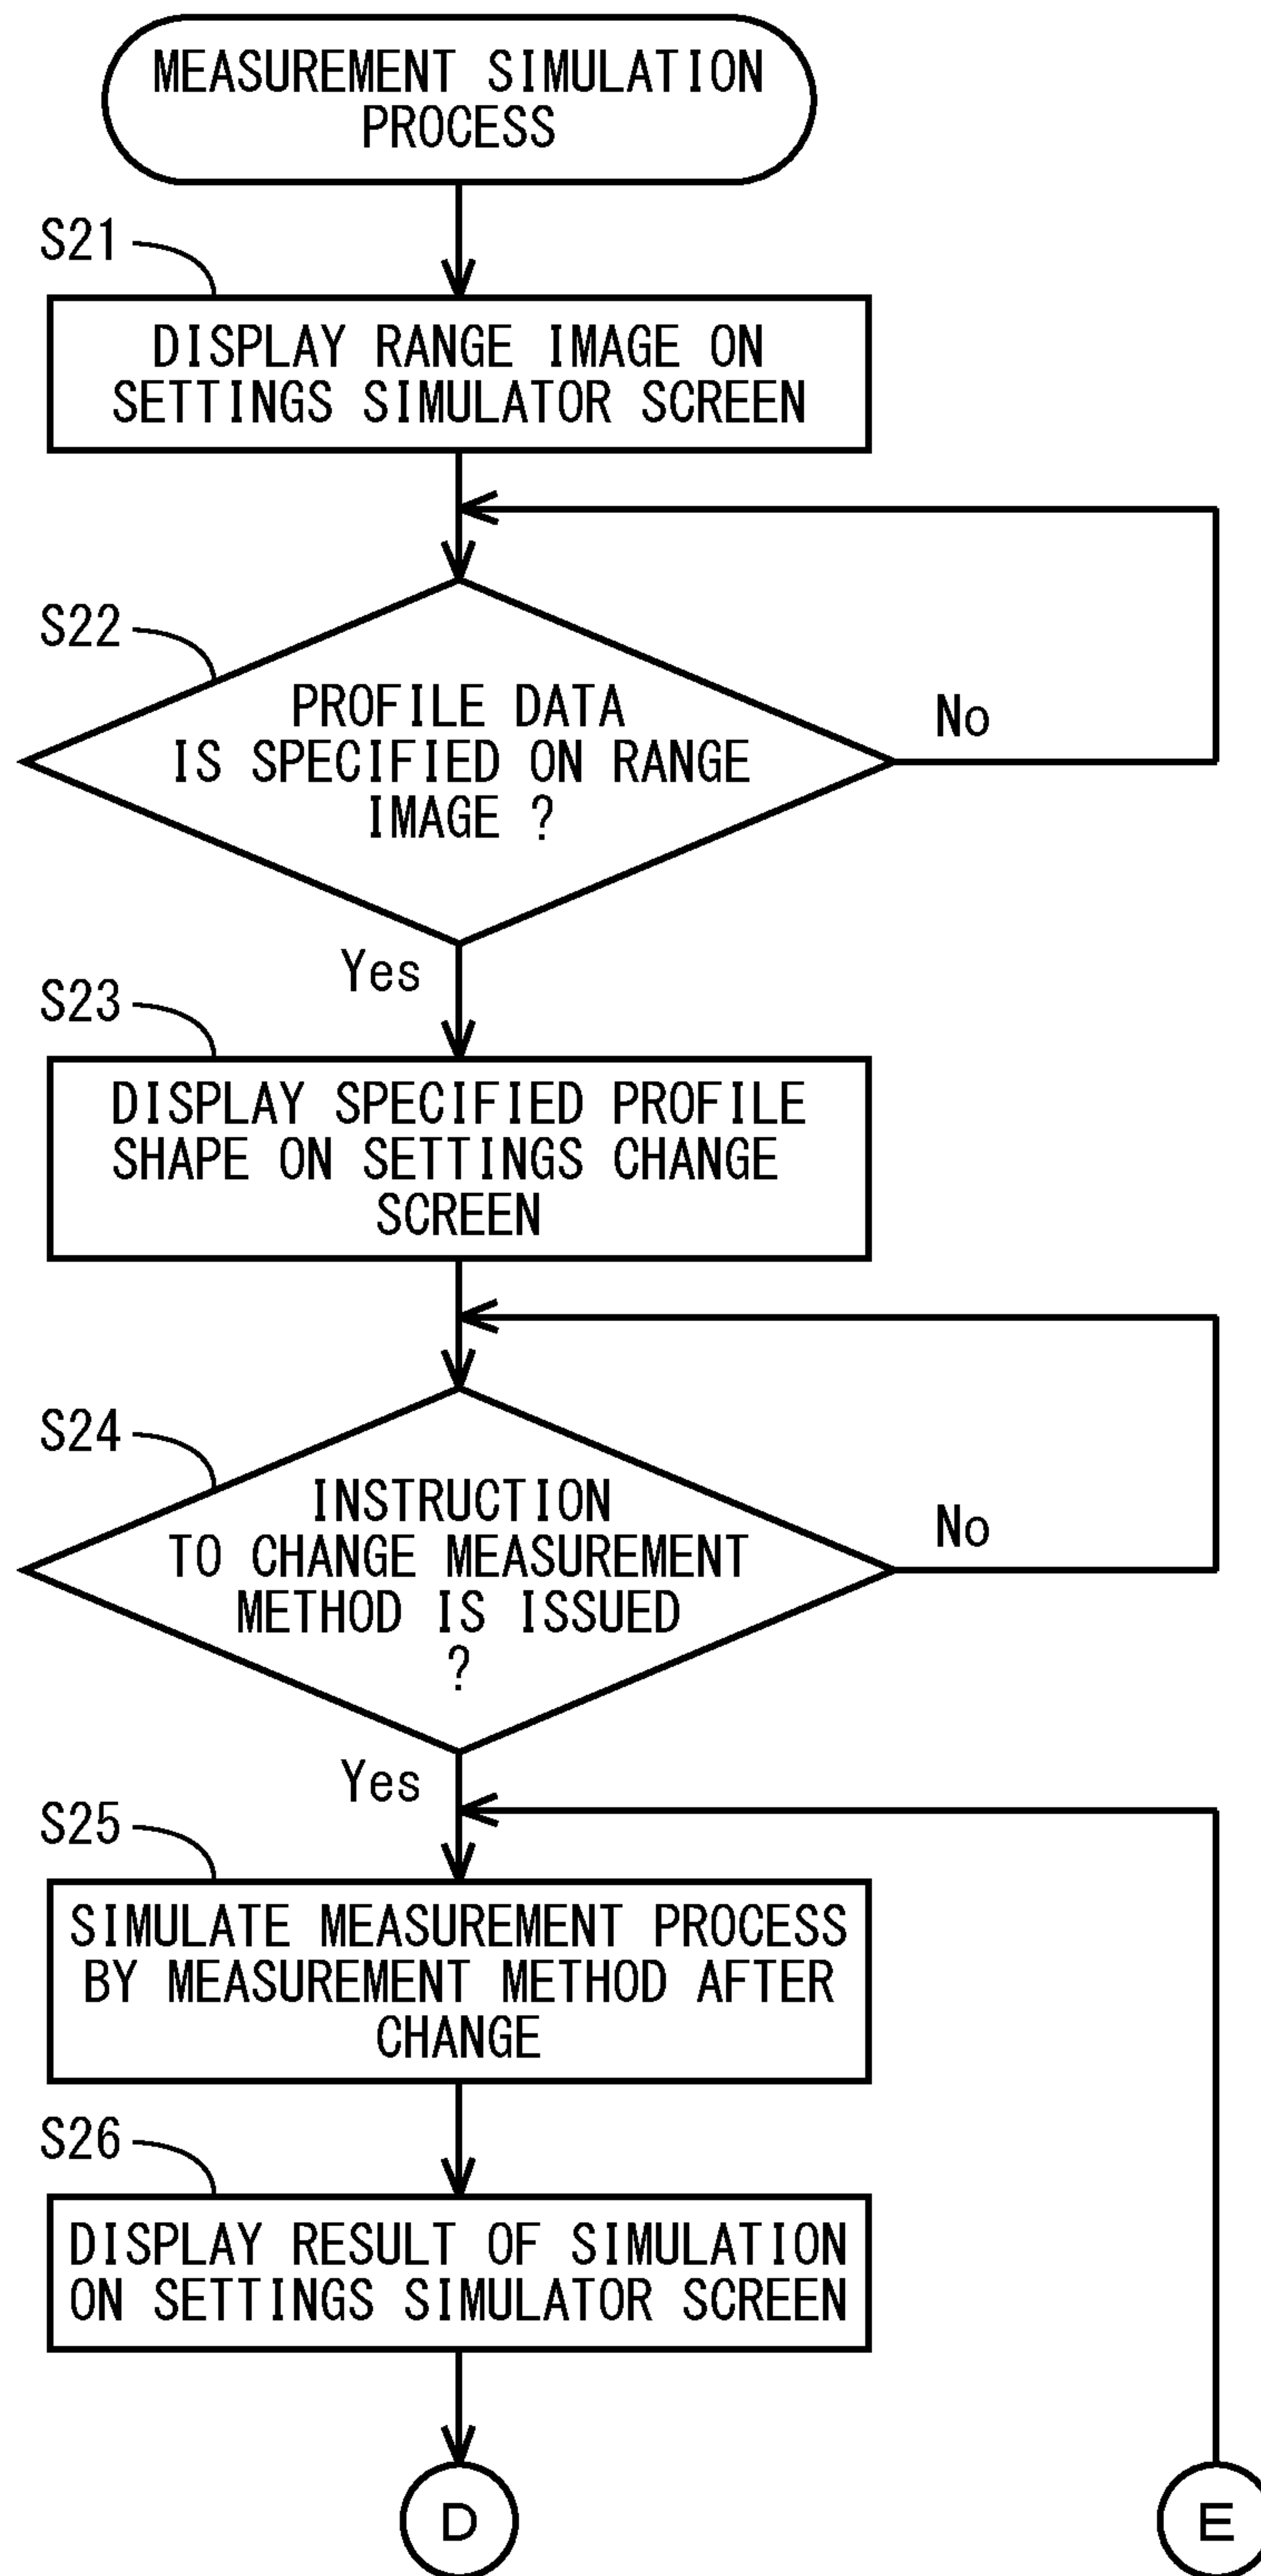 MEASUREMENT SIMULATION
PROCESS
S21
DISPLAY RANGE IMAGE ON
SETTINGS SIMULATOR SCREEN
S22
PROFILE DATA
IS SPECIFIED ON RANGE
IMAGE ?
No
Yes
S23
DISPLAY SPECIFIED PROFILE
SHAPE ON SETTINGS CHANGE
SCREEN
S24
INSTRUCTION
TO CHANGE MEASUREMENT
METHOD IS ISSUED
?
No
Yes
S25
SIMULATE MEASUREMENT PROCESS
BY MEASUREMENT METHOD AFTER
CHANGE
S26
DISPLAY RESULT OF SIMULATION
ON SETTINGS SIMULATOR SCREEN
D
E